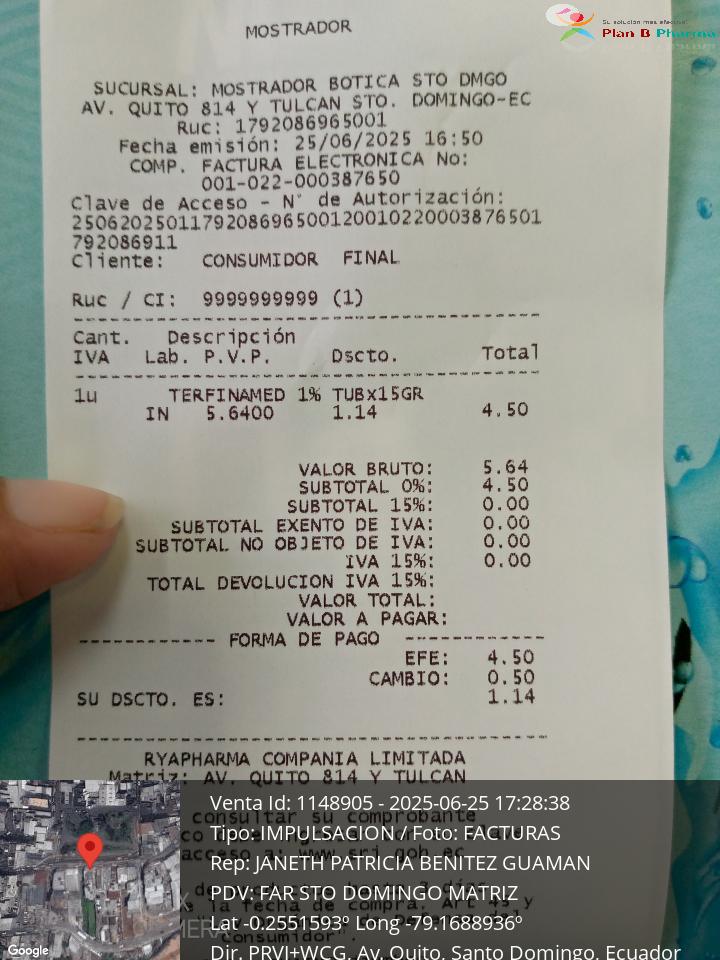 Su solución más efectiva
Plan B Pharma
MOSTRADOR
SUCURSAL: MOSTRADOR BOTICA STO DMGO
AV. QUITO 814 Y TULCAN STO. DOMINGO-EC
Ruc: 1792086965001
Fecha emisión: 25/06/2025 16:50
COMP. FACTURA ELECTRONICA No:
001-022-000387650
Clave de Acceso - N° de Autorización:
2506202501179208696500120010220003876501
792086911
Cliente: CONSUMIDOR FINAL
Ruc / CI: 9999999999 (1)
Cant. Descripción
IVA Lab. P.V.P. Dscto. Total
1u TERFINAMED 1% TUBx15GR
IN 5.6400 1.14 4.50
VALOR BRUTO: 5.64
SUBTOTAL 0%: 4.50
SUBTOTAL 15%: 0.00
SUBTOTAL EXENTO DE IVA: 0.00
SUBTOTAL NO OBJETO DE IVA: 0.00
IVA 15%: 0.00
TOTAL DEVOLUCION IVA 15%:
VALOR TOTAL:
VALOR A PAGAR:
------------ FORMA DE PAGO ------------
EFE: 4.50
CAMBIO: 0.50
SU DSCTO. ES: 1.14
RYAPHARMA COMPANIA LIMITADA
Matriz: AV. QUITO 814 Y TULCAN
consultar su comprobante
Venta Id: 1148905 - 2025-06-25 17:28:38
Tipo: IMPULSACION / Foto: FACTURAS
Rep: JANETH PATRICIA BENITEZ GUAMAN
PDV: FAR STO DOMINGO MATRIZ
Lat -0.2551593º Long -79.1688936º
Dir. PRVJ+WCG, Av. Quito, Santo Domingo, Ecuador
Google